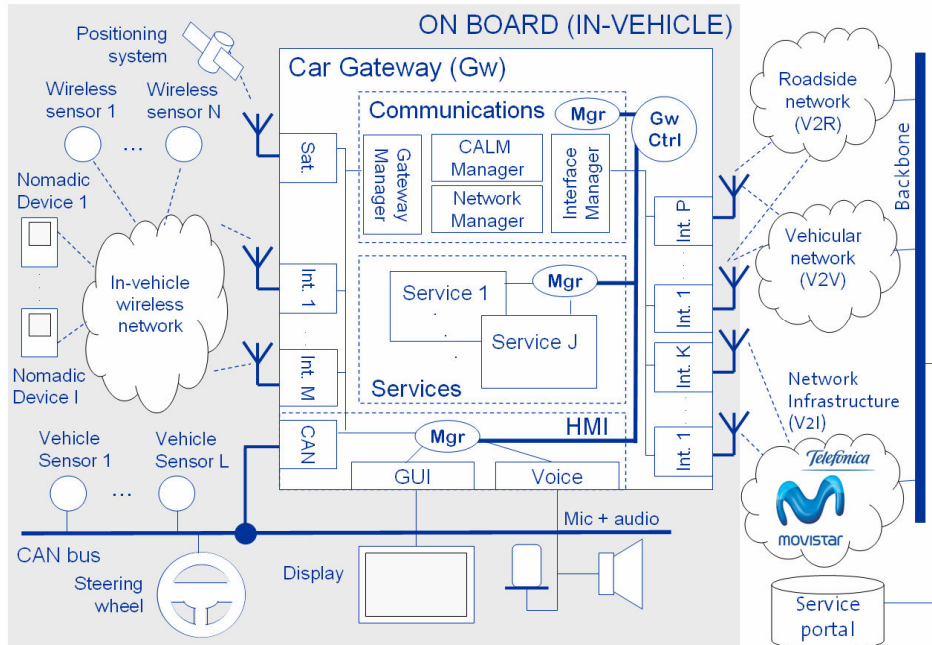 ON BOARD (IN-VEHICLE)
Positioning
system
Car Gateway (Gw)
Wireless
sensor 1
Wireless
sensor N
...
Communications
Mgr
Gw
Ctrl
Sat.
Gateway
Manager
CALM
Manager
Network
Manager
Interface
Manager
Nomadic
Device 1
In-vehicle
wireless
network
Nomadic
Device I
Int. 1
Int. M
Service 1
Mgr
Service J
Services
Int. P
Int. 1
Int. K
Int. 1
Roadside
network
(V2R)
Vehicular
network
(V2V)
Backbone
Network
Infrastructure
(V2I)
Telefónica
movistar
Vehicle
Sensor 1
...
Vehicle
Sensor L
CAN
Mgr
HMI
GUI
Voice
CAN bus
Mic + audio
Steering
wheel
Display
Service
portal